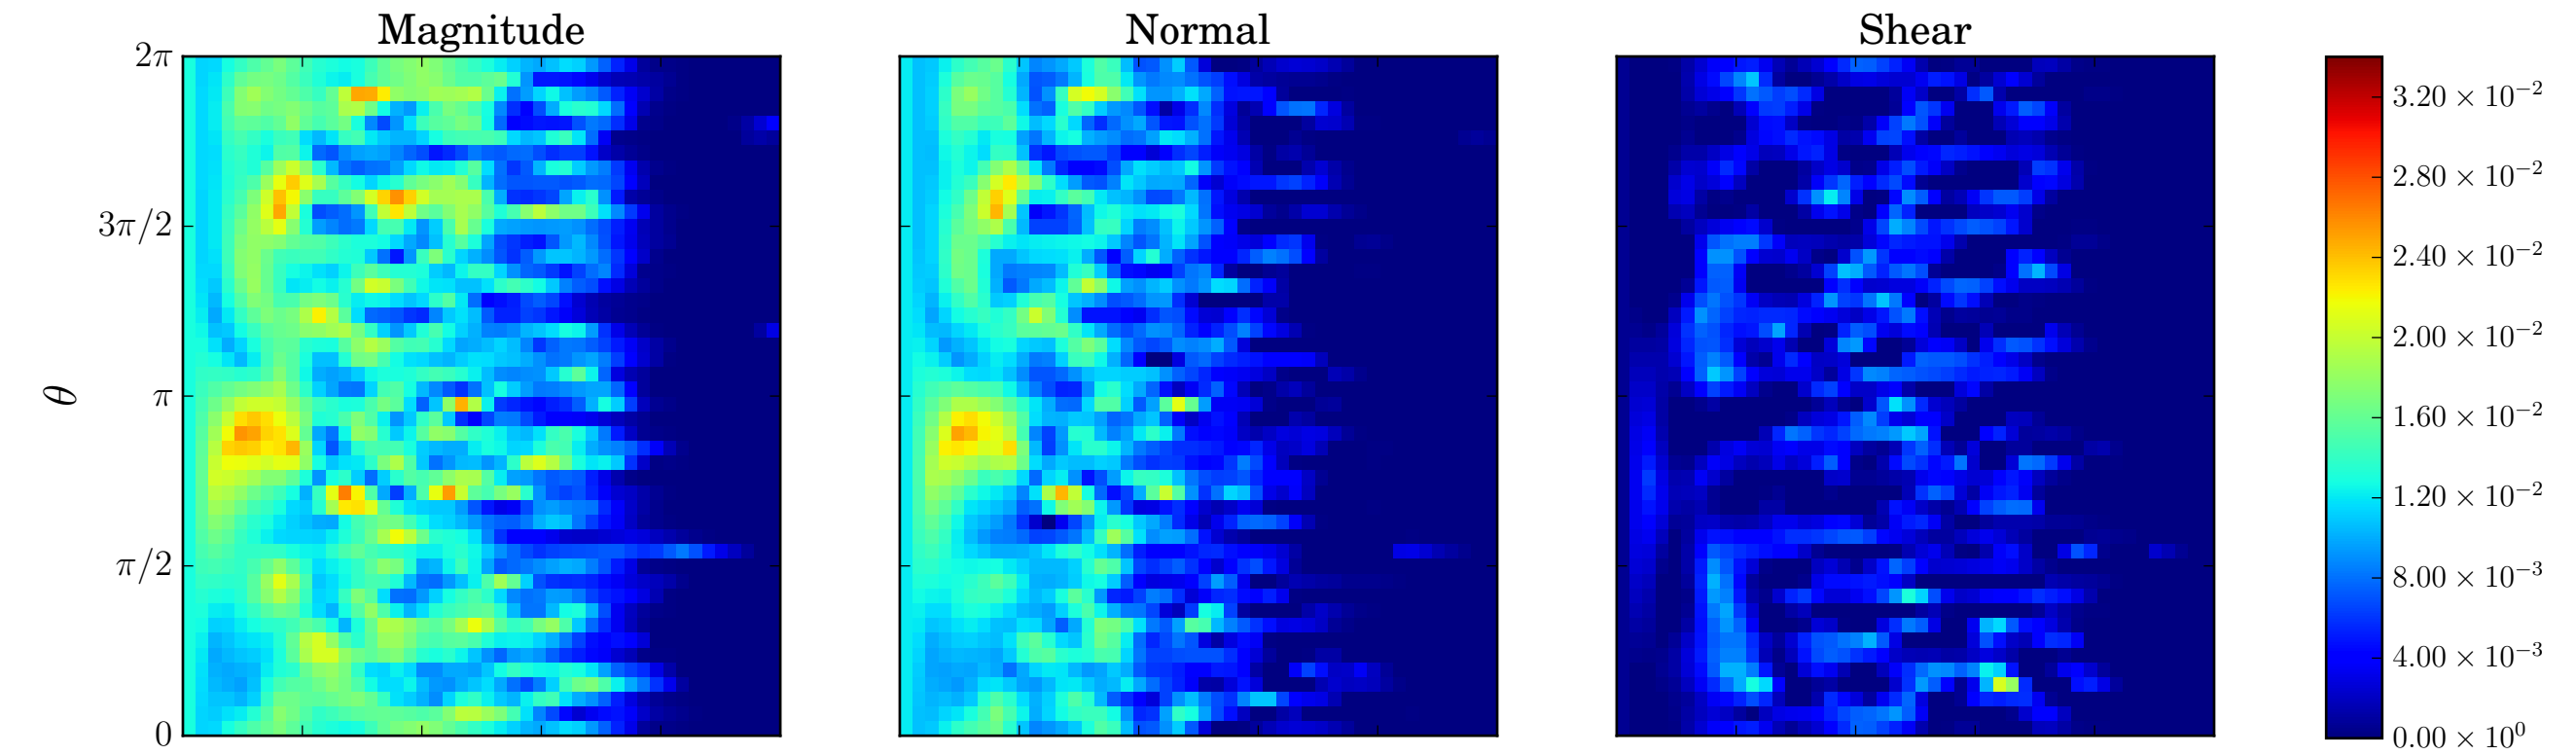 Magnitude
Normal
Shear
2π
3π/2
π
π/2
0
θ
3.20 × 10⁻²
2.80 × 10⁻²
2.40 × 10⁻²
2.00 × 10⁻²
1.60 × 10⁻²
1.20 × 10⁻²
8.00 × 10⁻³
4.00 × 10⁻³
0.00 × 10⁰